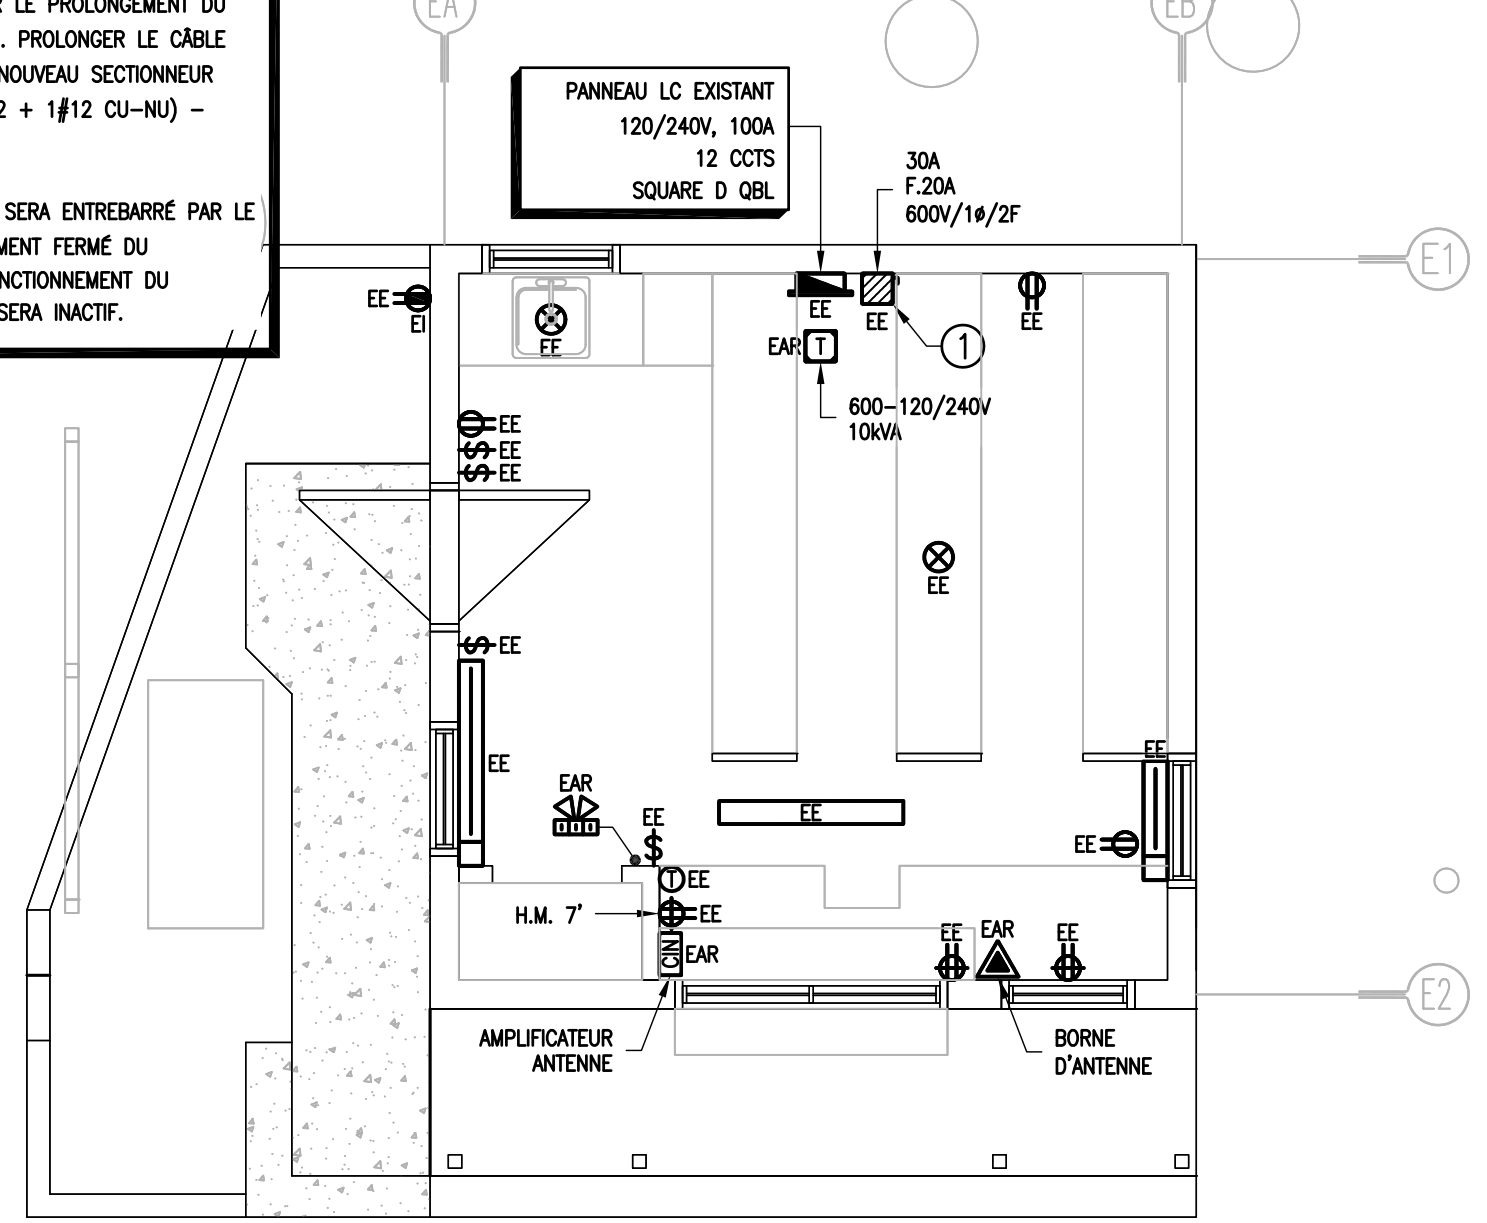 LE PROLONGEMENT DU
. PROLONGER LE CÂBLE
NOUVEAU SECTIONNEUR
2 + 1#12 CU-NU) -
SERA ENTREBARRÉ PAR LE
MENT FERMÉ DU
NCTIONNEMENT DU
SERA INACTIF.
EA
EB
PANNEAU LC EXISTANT
120/240V, 100A
12 CCTS
SQUARE D QBL
30A
F.20A
600V/1ø/2F
E1
EE
EI
EE
EE
EE
EE
EAR
T
1
600-120/240V
10kVA
EE
EE
EE
EE
EE
EE
EE
EAR
EE
EE
EE
EE
T
EE
H.M. 7'
EE
CIN
EAR
EE
EAR
EE
E2
AMPLIFICATEUR
ANTENNE
BORNE
D'ANTENNE